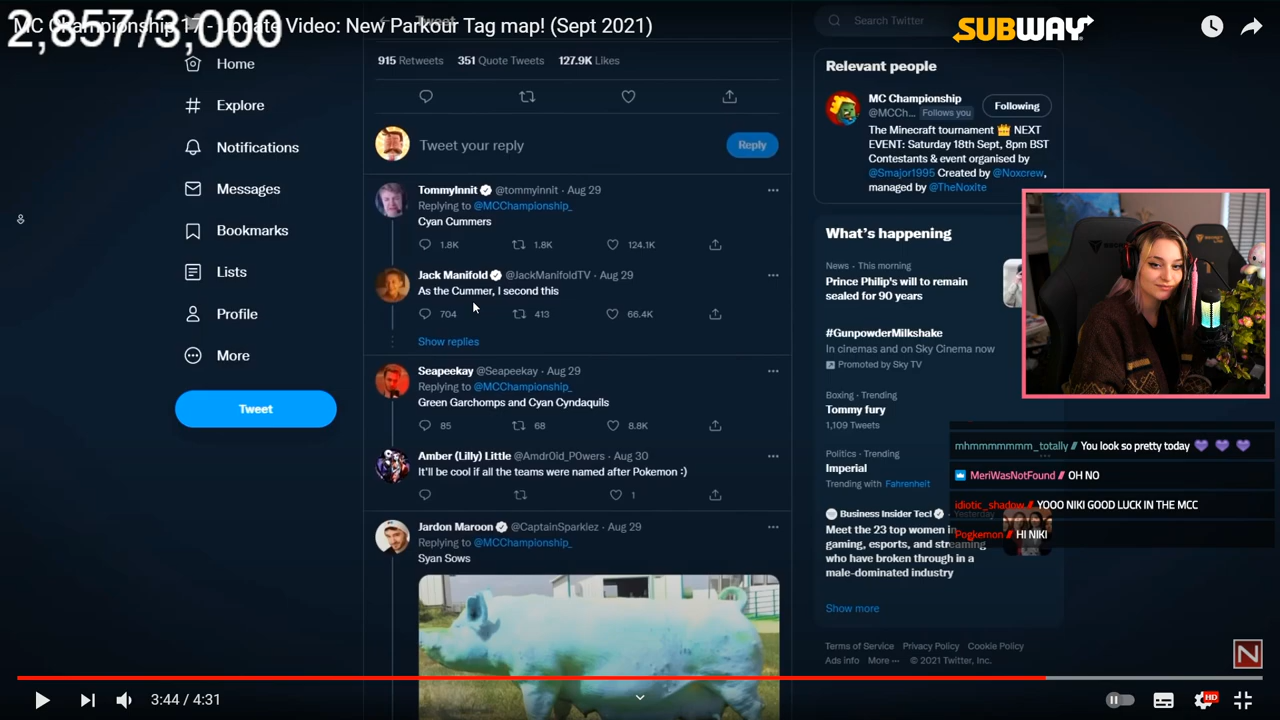 MC Championship 17 - Update Video: New Parkour Tag map! (Sept 2021)
2,857/3,000
SUBWAY
Tweet
Search Twitter
Home
Explore
Notifications
Messages
Bookmarks
Lists
Profile
More
Tweet
915 Retweets 351 Quote Tweets 127.9K Likes
Tweet your reply
Reply
TommyInnit @tommyinnit · Aug 29
Replying to @MCChampionship_
Cyan Cummers
1.8K 1.8K 124.1K
Jack Manifold @JackManifoldTV · Aug 29
As the Cummer, I second this
704 413 66.4K
Show replies
Seapeekay @Seapeekay · Aug 29
Replying to @MCChampionship_
Green Garchomps and Cyan Cyndaquils
85 68 8.8K
Amber (Lilly) Little @Amdr0id_P0wers · Aug 30
It'll be cool if all the teams were named after Pokemon :)
1
Jardon Maroon @CaptainSparklez · Aug 29
Replying to @MCChampionship_
Syan Sows
Relevant people
MC Championship
@MCCh... Follows you
Following
The Minecraft tournament 👑 NEXT
EVENT: Saturday 18th Sept, 8pm BST
Contestants & event organised by
@Smajor1995 Created by @Noxcrew,
managed by @TheNoxite
What's happening
News · This morning
Prince Philip's will to remain
sealed for 90 years
#GunpowderMilkshake
In cinemas and on Sky Cinema now
Promoted by Sky TV
Boxing · Trending
Tommy fury
1,109 Tweets
Politics · Trending
Imperial
Trending with Fahrenheit
Business Insider Tecl · Yesterday
Meet the 23 top women in
gaming, esports, and streaming
who have broken through in a
male-dominated industry
Show more
Terms of Service Privacy Policy Cookie Policy
Ads info More ··· © 2021 Twitter, Inc.
mhmmmmmmm_totally // You look so pretty today 💜 💜 💜
MeriWasNotFound // OH NO
idiotic_shadow // YOOO NIKI GOOD LUCK IN THE MCC
Pogkemon // HI NIKI
N
3:44 / 4:31
HD